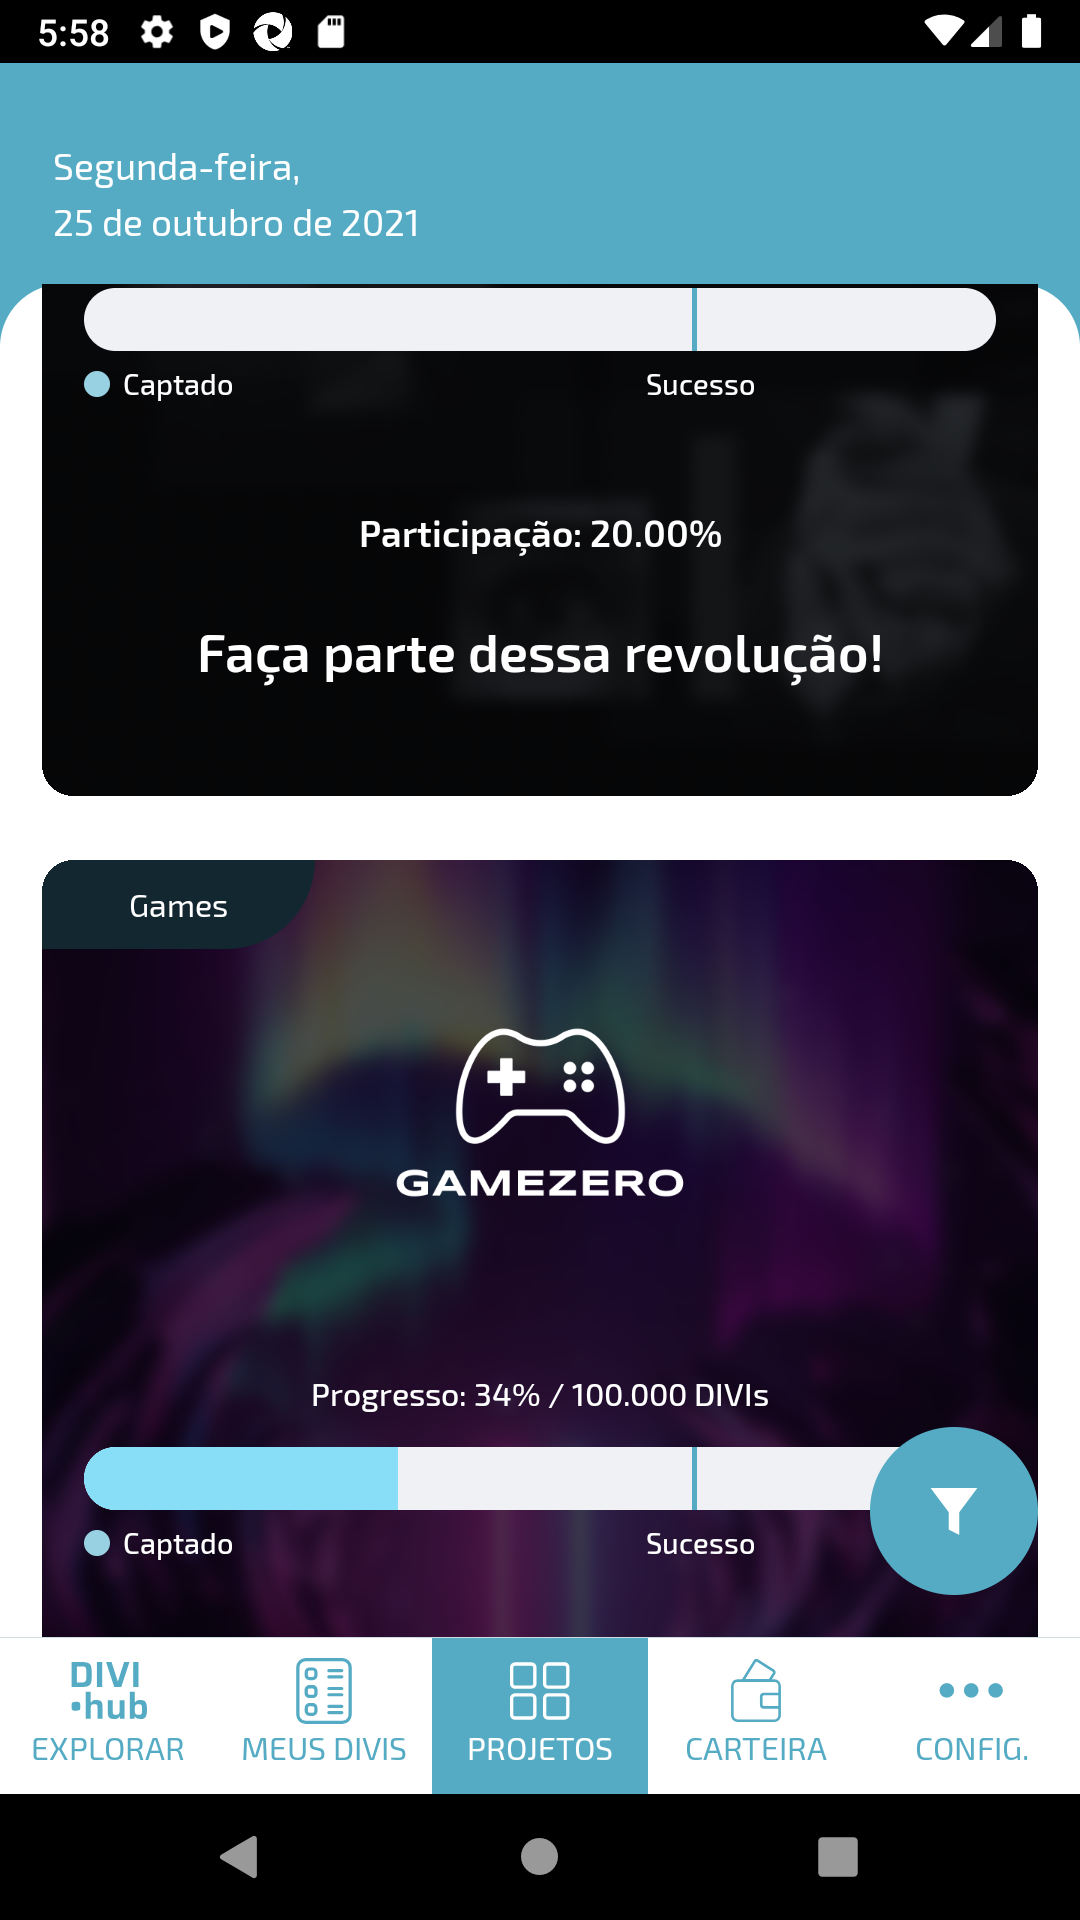 5:58
Segunda-feira,
25 de outubro de 2021
Captado
Sucesso
Participação: 20.00%
Faça parte dessa revolução!
Games
GAMEZERO
Progresso: 34% / 100.000 DIVIs
Captado
Sucesso
DIVI
·hub
EXPLORAR
MEUS DIVIS
PROJETOS
CARTEIRA
CONFIG.